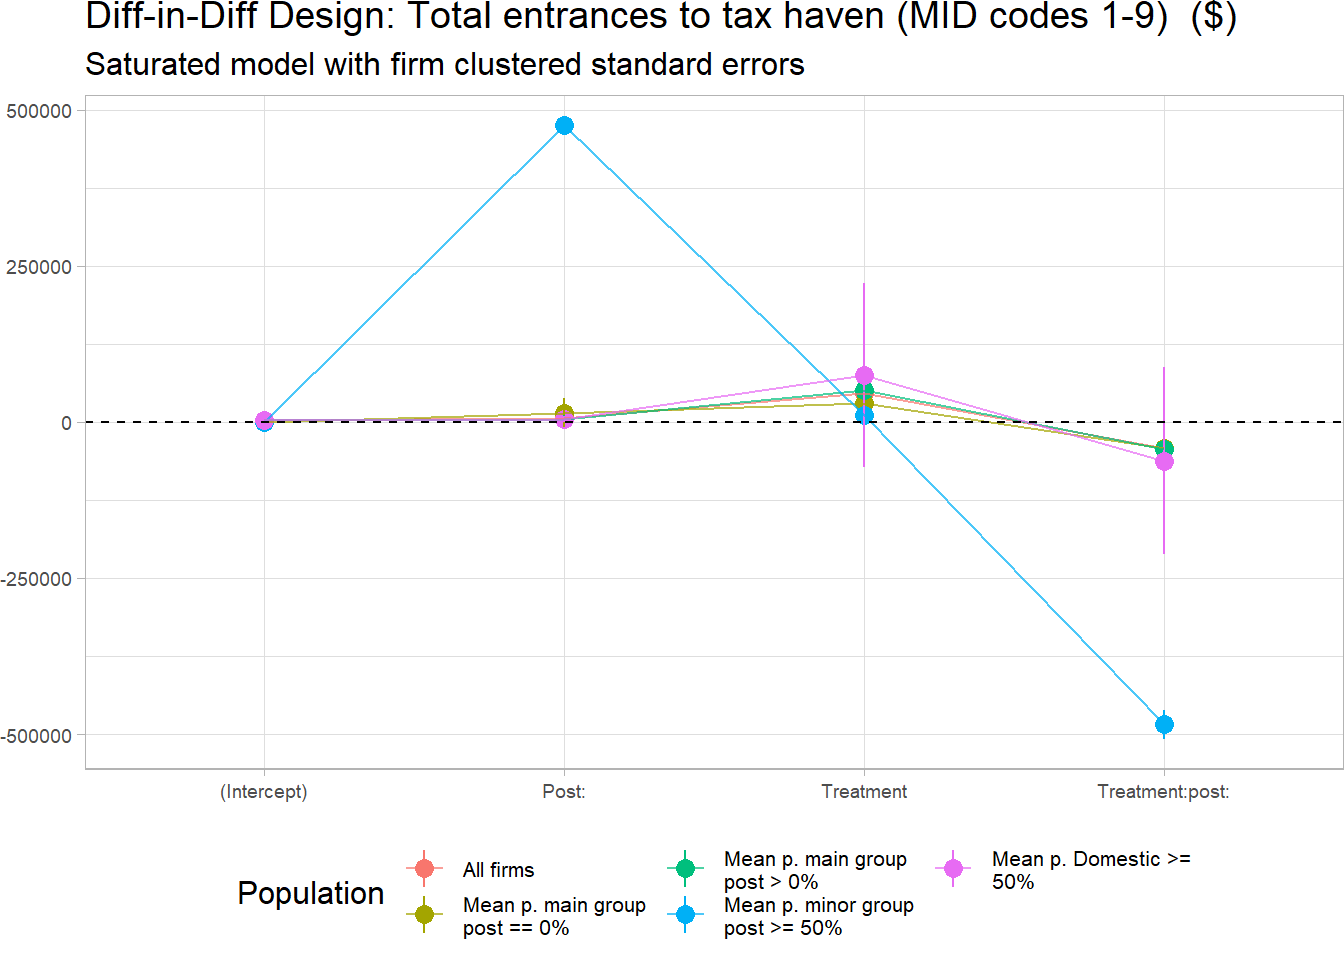 Diff-in-Diff Design: Total entrances to tax haven (MID codes 1-9)  ($)
Saturated model with firm clustered standard errors
500000
250000
0
-250000
-500000
(Intercept)
Post:
Treatment
Treatment:post:
Population
All firms
Mean p. main group
post == 0%
Mean p. main group
post > 0%
Mean p. minor group
post >= 50%
Mean p. Domestic >=
50%